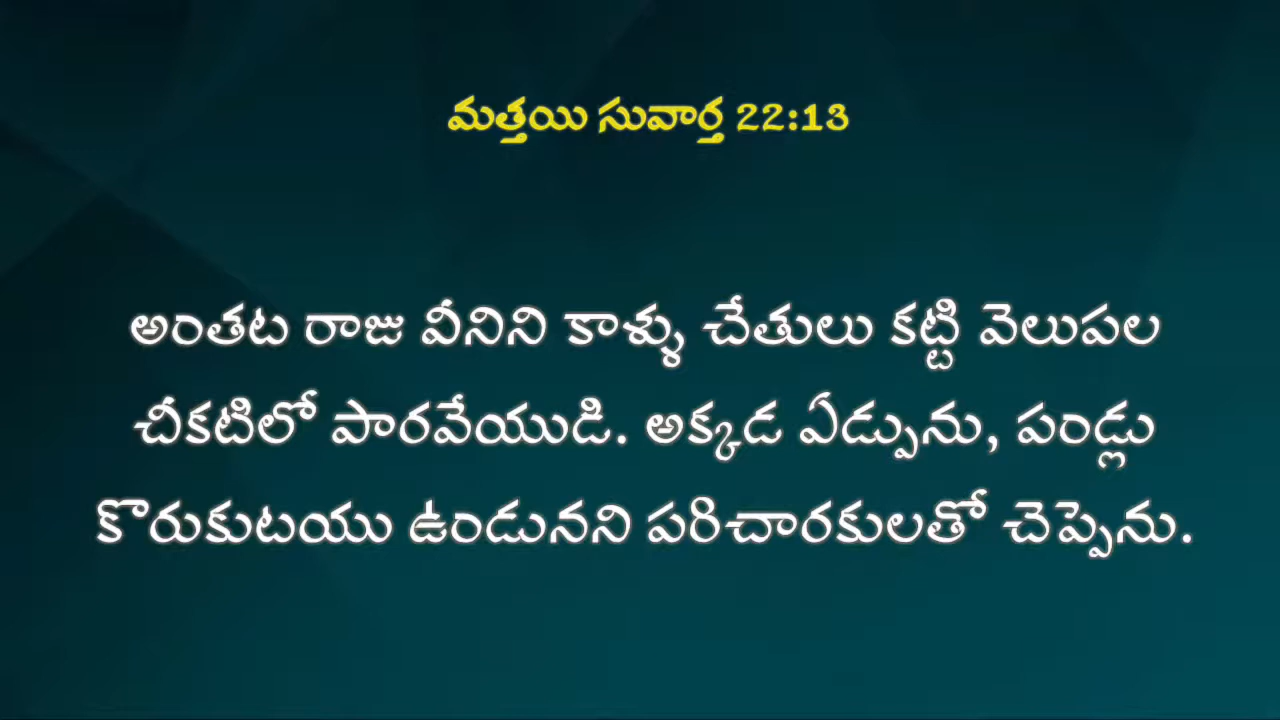 మత్తయి సువార్త 22:13
అంతట రాజు వీనిని కాళ్ళు చేతులు కట్టి వెలుపల
చీకటిలో పారవేయుడి. అక్కడ ఏడ్పును, పండ్లు
కొరుకుటయు ఉండునని పరిచారకులతో చెప్పెను.